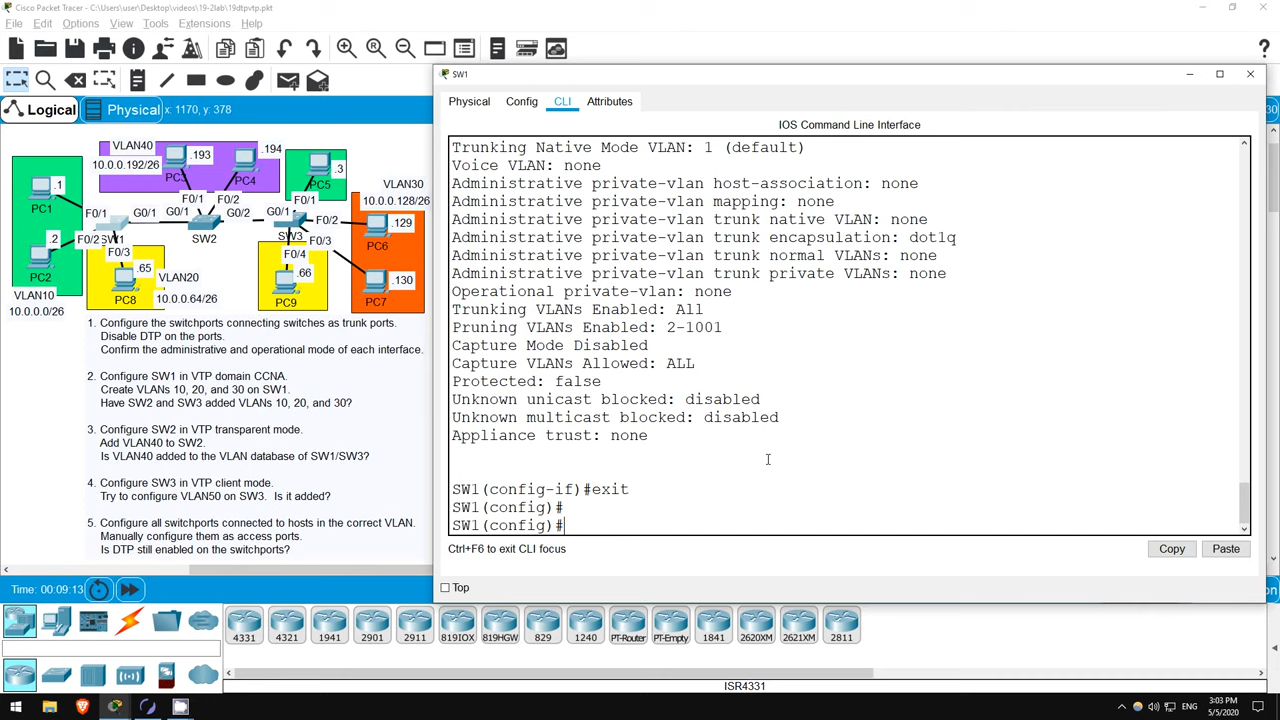 Cisco Packet Tracer - C:\Users\user\Desktop\videos\19-2lab\19dtpvtp.pkt
File Edit Options View Tools Extensions Help
Logical Physical x: 1170, y: 378
30
SW1
Physical Config CLI Attributes
IOS Command Line Interface
Trunking Native Mode VLAN: 1 (default)
Voice VLAN: none
Administrative private-vlan host-association: none
Administrative private-vlan mapping: none
Administrative private-vlan trunk native VLAN: none
Administrative private-vlan trunk encapsulation: dot1q
Administrative private-vlan trunk normal VLANs: none
Administrative private-vlan trunk private VLANs: none
Operational private-vlan: none
Trunking VLANs Enabled: All
Pruning VLANs Enabled: 2-1001
Capture Mode Disabled
Capture VLANs Allowed: ALL
Protected: false
Unknown unicast blocked: disabled
Unknown multicast blocked: disabled
Appliance trust: none
SW1(config-if)#exit
SW1(config)#
SW1(config)#
Ctrl+F6 to exit CLI focus
Copy Paste
Top
VLAN40
10.0.0.192/26
.193
.194
PC4
.3
PC5
VLAN30
10.0.0.128/26
.1
PC1
F0/1
F0/1
F0/2
F0/1
G0/1
G0/1
G0/2
G0/1
F0/2
.129
PC6
.2
PC2
F0/2
SW1
SW2
SW3
F0/3
F0/3
F0/4
.65
PC8
VLAN20
10.0.0.64/26
.66
PC9
.130
PC7
VLAN10
10.0.0.0/26
1. Configure the switchports connecting switches as trunk ports.
Disable DTP on the ports.
Confirm the administrative and operational mode of each interface.
2. Configure SW1 in VTP domain CCNA.
Create VLANs 10, 20, and 30 on SW1.
Have SW2 and SW3 added VLANs 10, 20, and 30?
3. Configure SW2 in VTP transparent mode.
Add VLAN40 to SW2.
Is VLAN40 added to the VLAN database of SW1/SW3?
4. Configure SW3 in VTP client mode.
Try to configure VLAN50 on SW3. Is it added?
5. Configure all switchports connected to hosts in the correct VLAN.
Manually configure them as access ports.
Is DTP still enabled on the switchports?
Time: 00:09:13
4331 4321 1941 2901 2911 819IOX 819HGW 829 1240 PT-Router PT-Empty 1841 2620XM 2621XM 2811
ISR4331
ENG
3:03 PM
5/5/2020